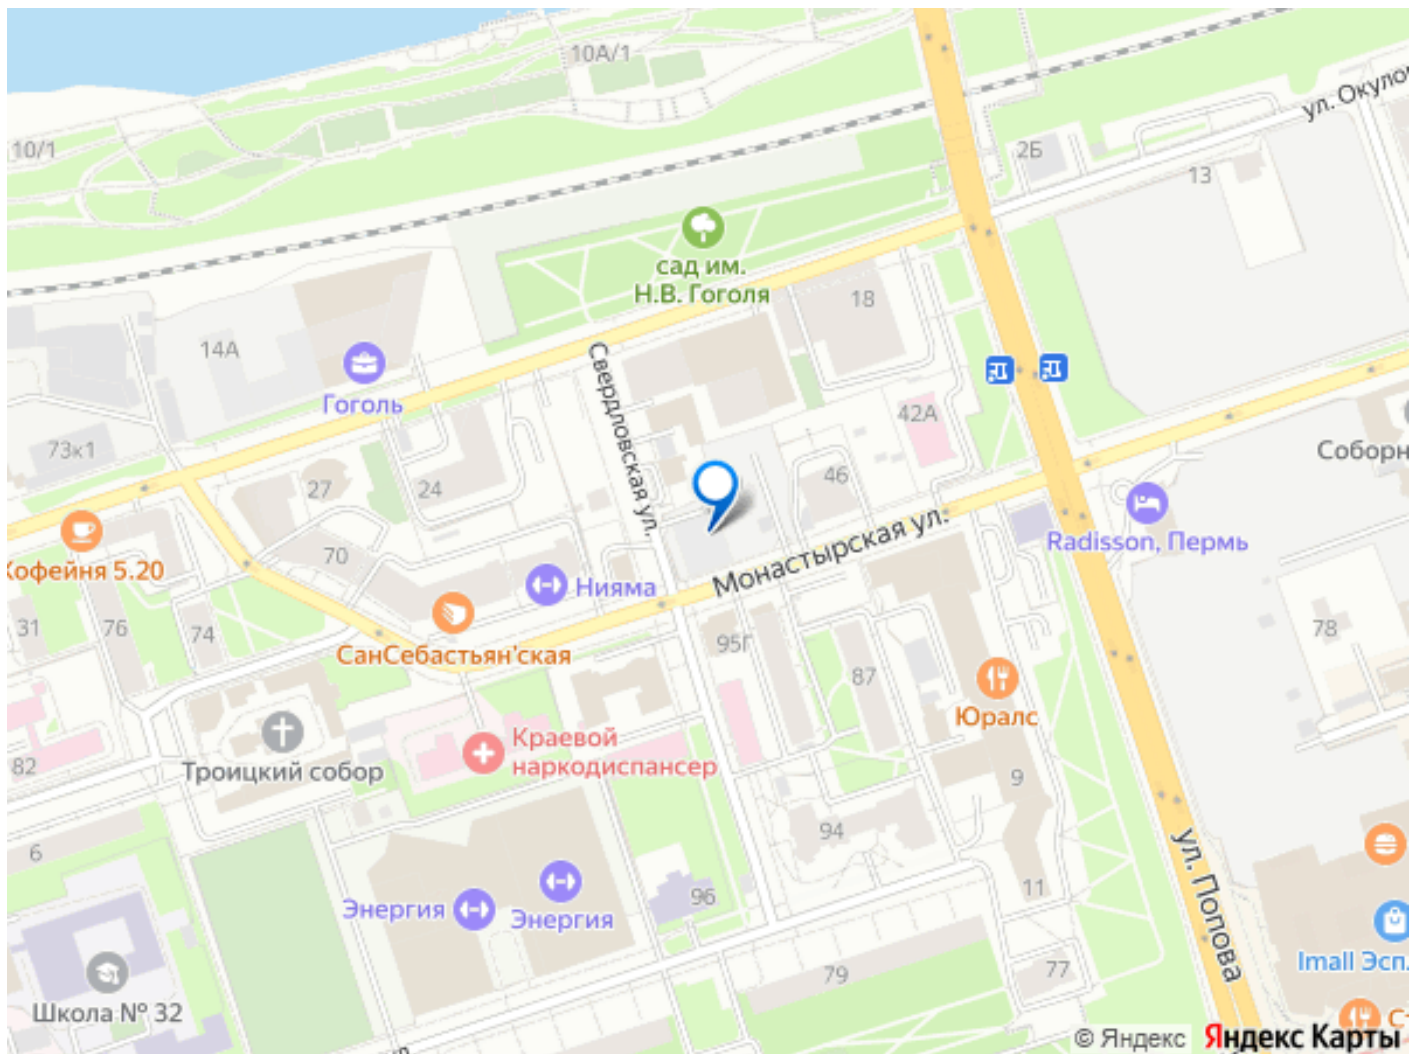 10А/1
10/1
2Б
ул. Окулов
13
сад им.
Н.В. Гоголя
18
14А
Гоголь
Свердловская ул.
42А
73к1
Соборн
27
24
46
Монастырская ул.
Radisson, Пермь
Кофейня 5.20
70
Нияма
31
76
74
СанСебастьян'ская
95Г
78
87
Юралс
Краевой
наркодиспансер
82
Троицкий собор
9
6
94
ул. Попова
11
96
Энергия
Энергия
Imall Эсп.
79
77
Школа № 32
© Яндекс
Яндекс Карты